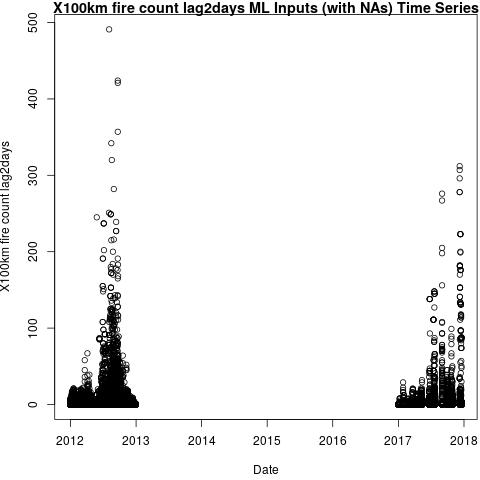 X100km fire count lag2days ML Inputs (with NAs) Time Series
X100km fire count lag2days
500
400
300
200
100
0
2012 2013 2014 2015 2016 2017 2018
Date